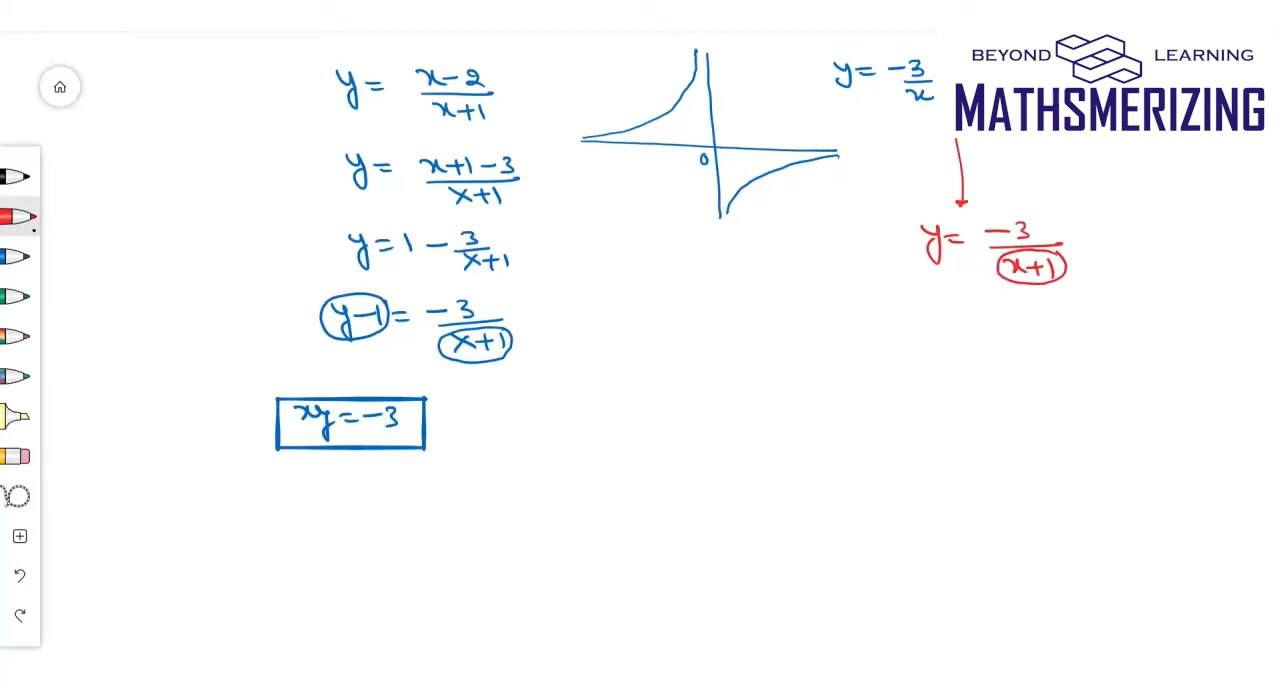 y = x-2/x+1
y = x+1-3/x+1
y = 1 - 3/x+1
y-1 = -3/x+1
xy = -3
0
y = -3/x
BEYOND LEARNING
MATHSMERIZING
y = -3/x+1